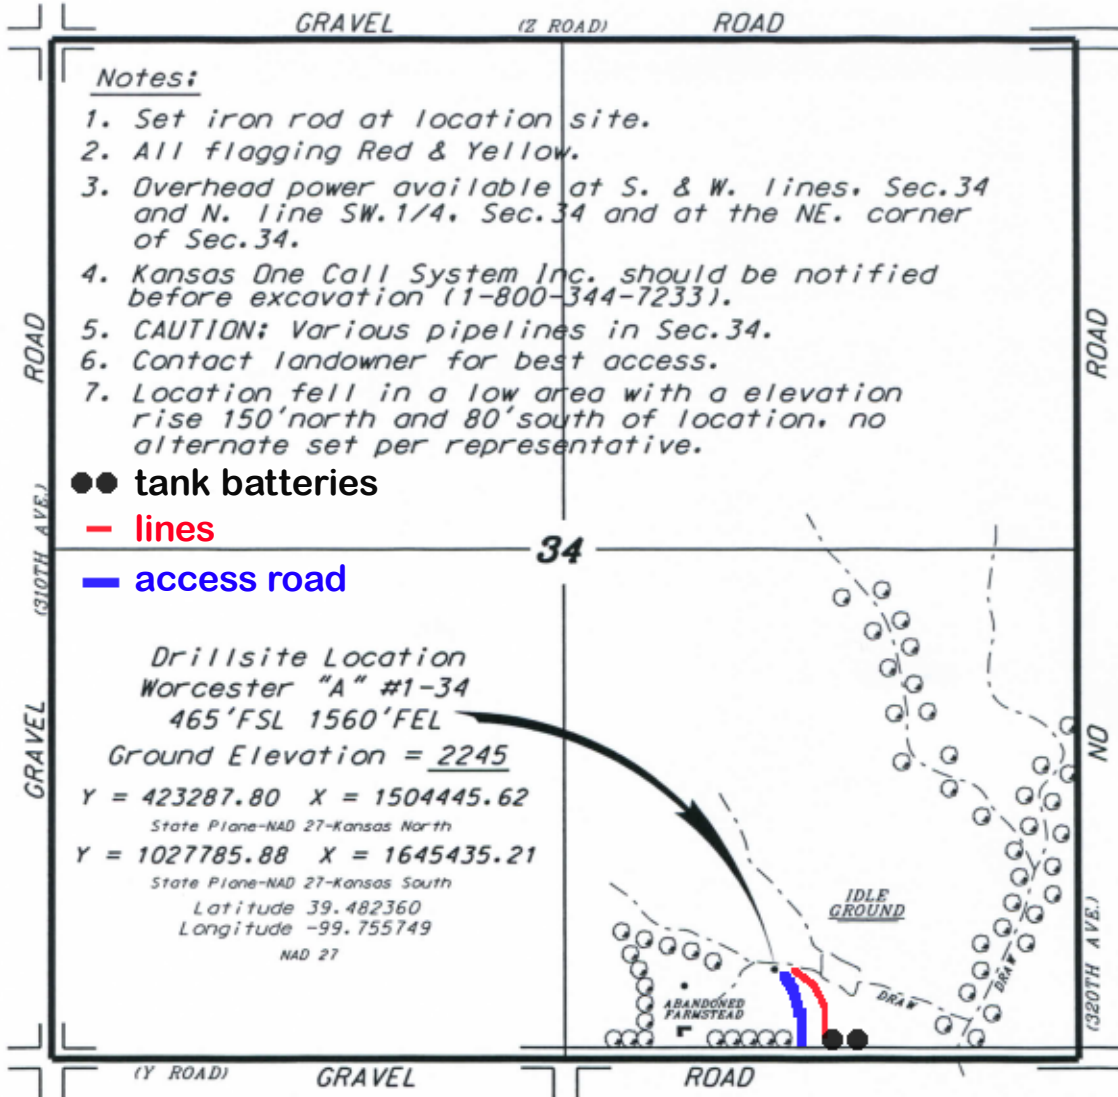 GRAVEL (Z ROAD) ROAD
Notes:
1. Set iron rod at location site.
2. All flagging Red & Yellow.
3. Overhead power available at S. & W. lines, Sec.34
and N. line SW.1/4, Sec.34 and at the NE. corner
of Sec.34.
4. Kansas One Call System Inc. should be notified
before excavation (1-800-344-7233).
5. CAUTION: Various pipelines in Sec.34.
6. Contact landowner for best access.
7. Location fell in a low area with a elevation
rise 150'north and 80'south of location, no
alternate set per representative.
tank batteries
lines
access road
34
Drillsite Location
Worcester "A" #1-34
465'FSL 1560'FEL
Ground Elevation = 2245
Y = 423287.80 X = 1504445.62
State Plane-NAD 27-Kansas North
Y = 1027785.88 X = 1645435.21
State Plane-NAD 27-Kansas South
Latitude 39.482360
Longitude -99.755749
NAD 27
GRAVEL (310TH AVE.) ROAD
NO ROAD
(320TH AVE.)
IDLE
GROUND
ABANDONED
FARMSTEAD
DRAW
DRAW
(Y ROAD) GRAVEL ROAD